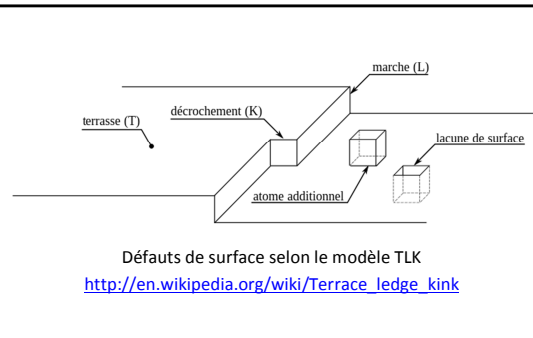 marche (L)
décrochement (K)
terrasse (T)
lacune de surface
atome additionnel
Défauts de surface selon le modèle TLK
http://en.wikipedia.org/wiki/Terrace_ledge_kink